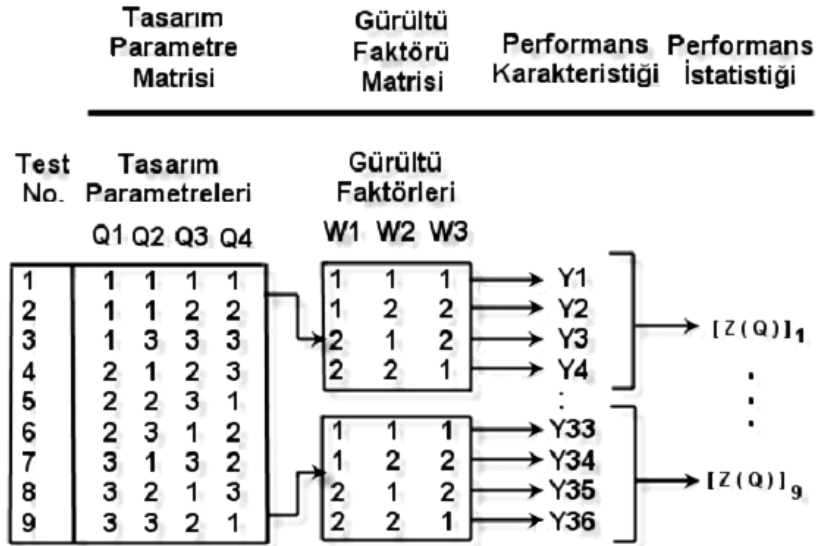 Tasarım
Parametre
Matrisi
Gürültü
Faktörü
Matrisi
Performans
Karakteristiği
Performans
İstatistiği
Test
No.
Tasarım
Parametreleri
Q1 Q2 Q3 Q4
1 1 1 1 1
2 1 1 2 2
3 1 3 3 3
4 2 1 2 3
5 2 2 3 1
6 2 3 1 2
7 3 1 3 2
8 3 2 1 3
9 3 3 2 1
Gürültü
Faktörleri
W1 W2 W3
1 1 1 Y1
1 2 2 Y2
2 1 2 Y3
2 2 1 Y4
1 1 1 Y33
1 2 2 Y34
2 1 2 Y35
2 2 1 Y36
[Z(Q)]1
[Z(Q)]9